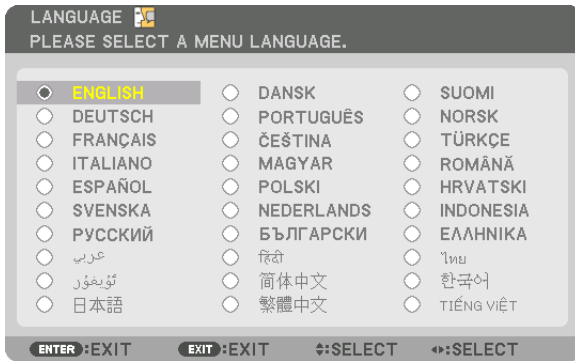 LANGUAGE
PLEASE SELECT A MENU LANGUAGE.
ENGLISH DANSK SUOMI
DEUTSCH PORTUGUÊS NORSK
FRANÇAIS ČEŠTINA TÜRKÇE
ITALIANO MAGYAR ROMÂNĂ
ESPAÑOL POLSKI HRVATSKI
SVENSKA NEDERLANDS INDONESIA
РУССКИЙ БЪЛГАРСКИ ΕΛΛΗΝΙΚΑ
عربي हिंदी ไทย
ئۇيغۇر 简体中文 한국어
日本語 繁體中文 TIẾNG VIỆT
ENTER :EXIT EXIT :EXIT :SELECT :SELECT